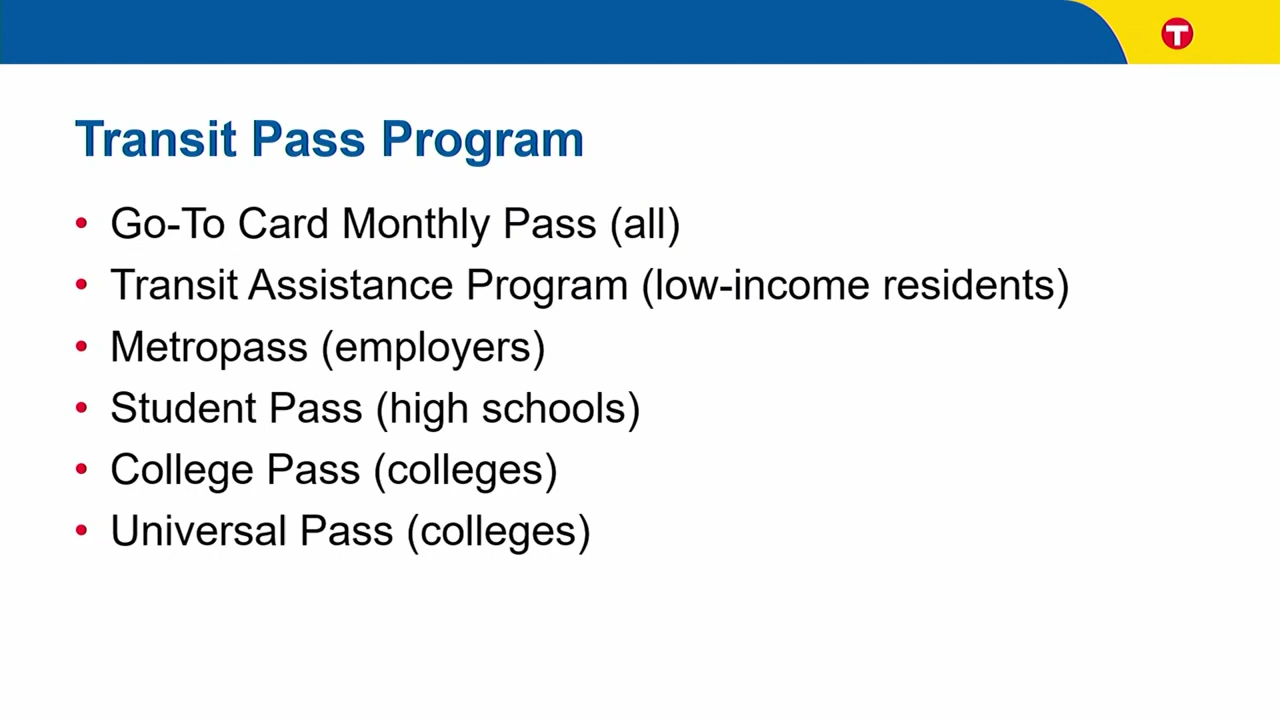 T
Transit Pass Program
• Go-To Card Monthly Pass (all)
• Transit Assistance Program (low-income residents)
• Metropass (employers)
• Student Pass (high schools)
• College Pass (colleges)
• Universal Pass (colleges)